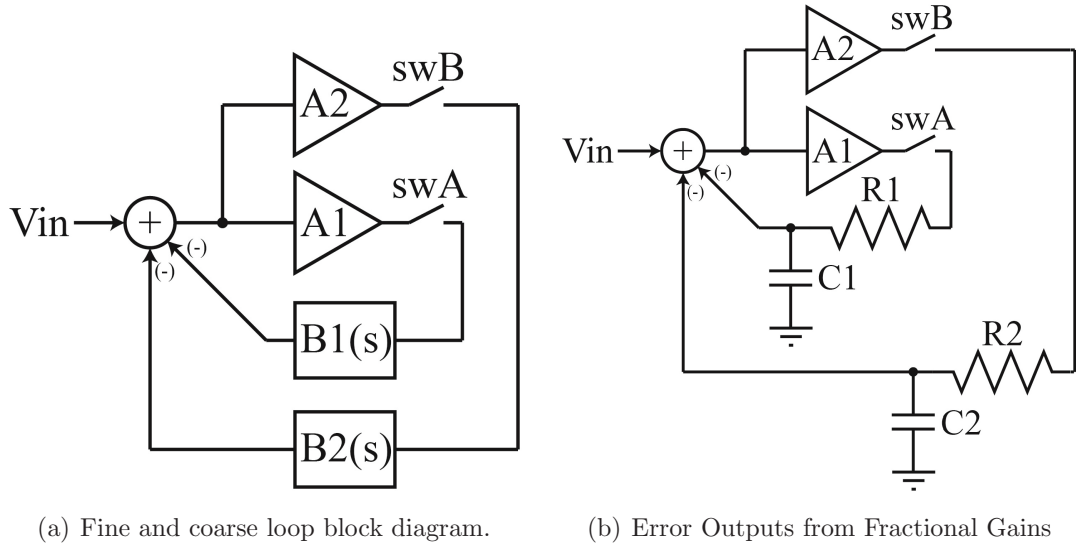 swB
A2
swA
A1
Vin
+
(-)
(-)
B1(s)
B2(s)
(a) Fine and coarse loop block diagram.
swB
A2
swA
A1
Vin
+
(-)
(-)
R1
C1
R2
C2
(b) Error Outputs from Fractional Gains